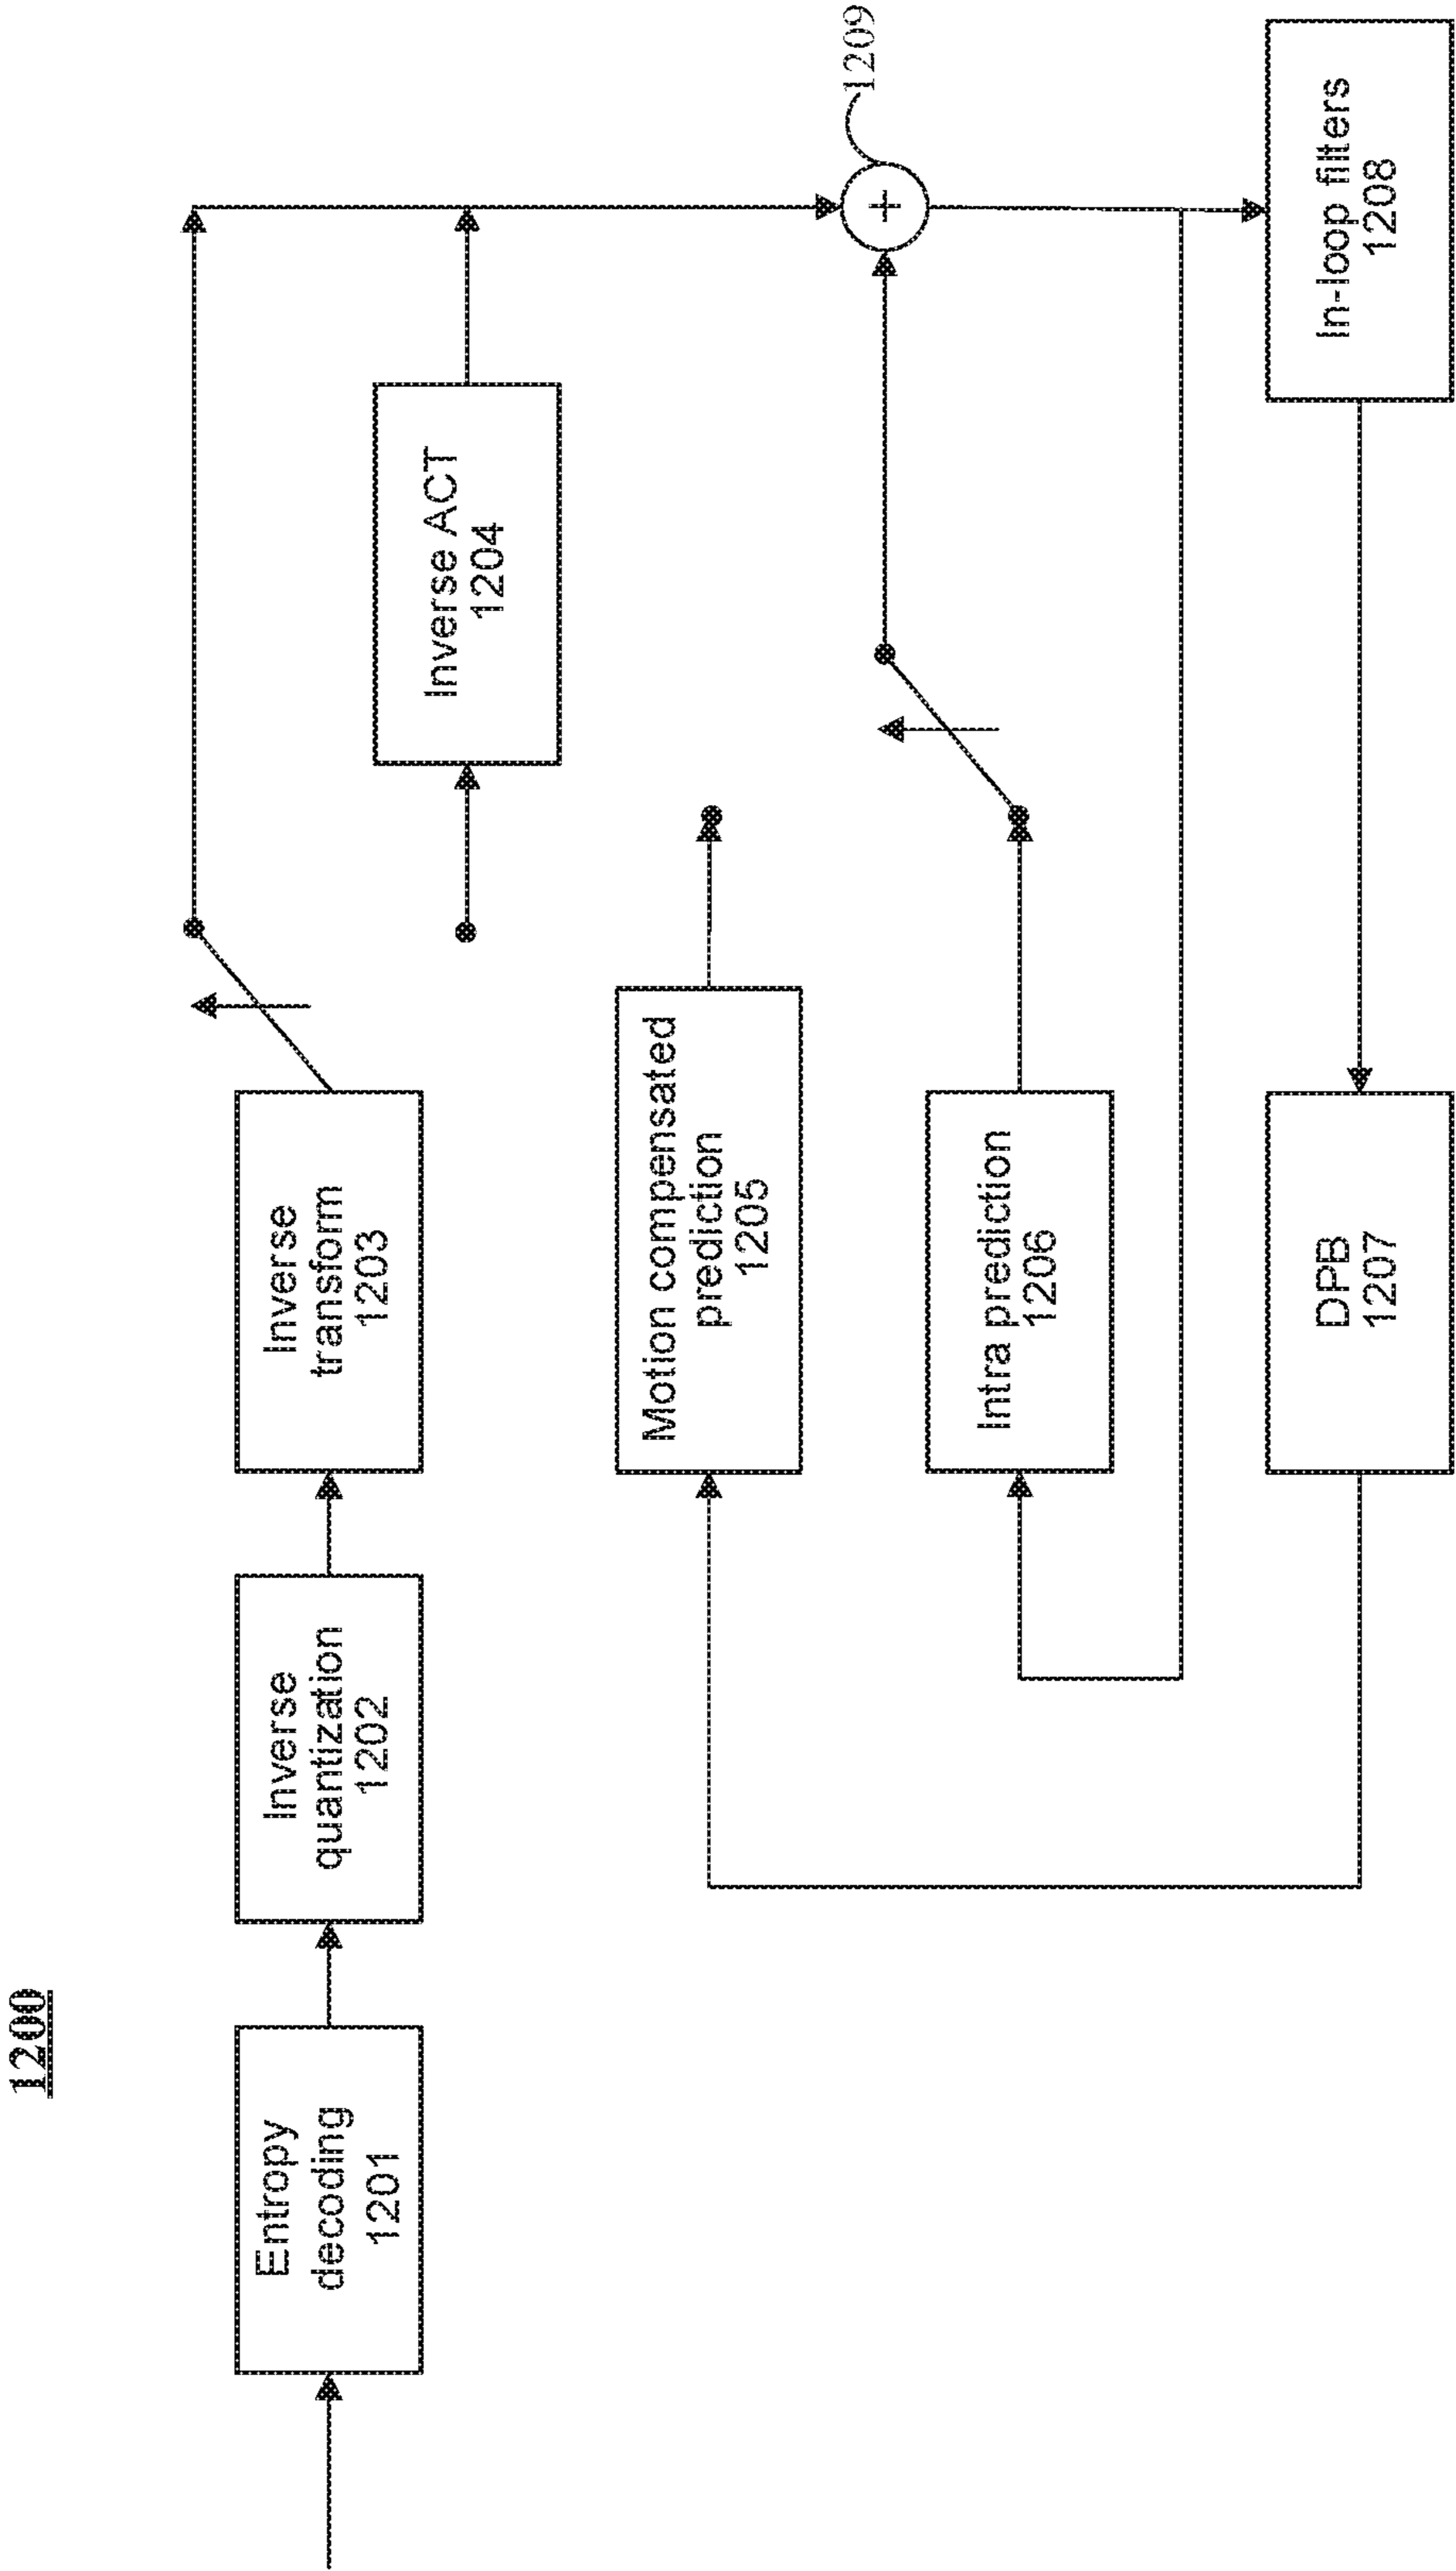 1200
Entropy
decoding
1201
Inverse
quantization
1202
Inverse
transform
1203
Inverse ACT
1204
Motion compensated
prediction
1205
Intra prediction
1206
+
1209
DPB
1207
In-loop filters
1208